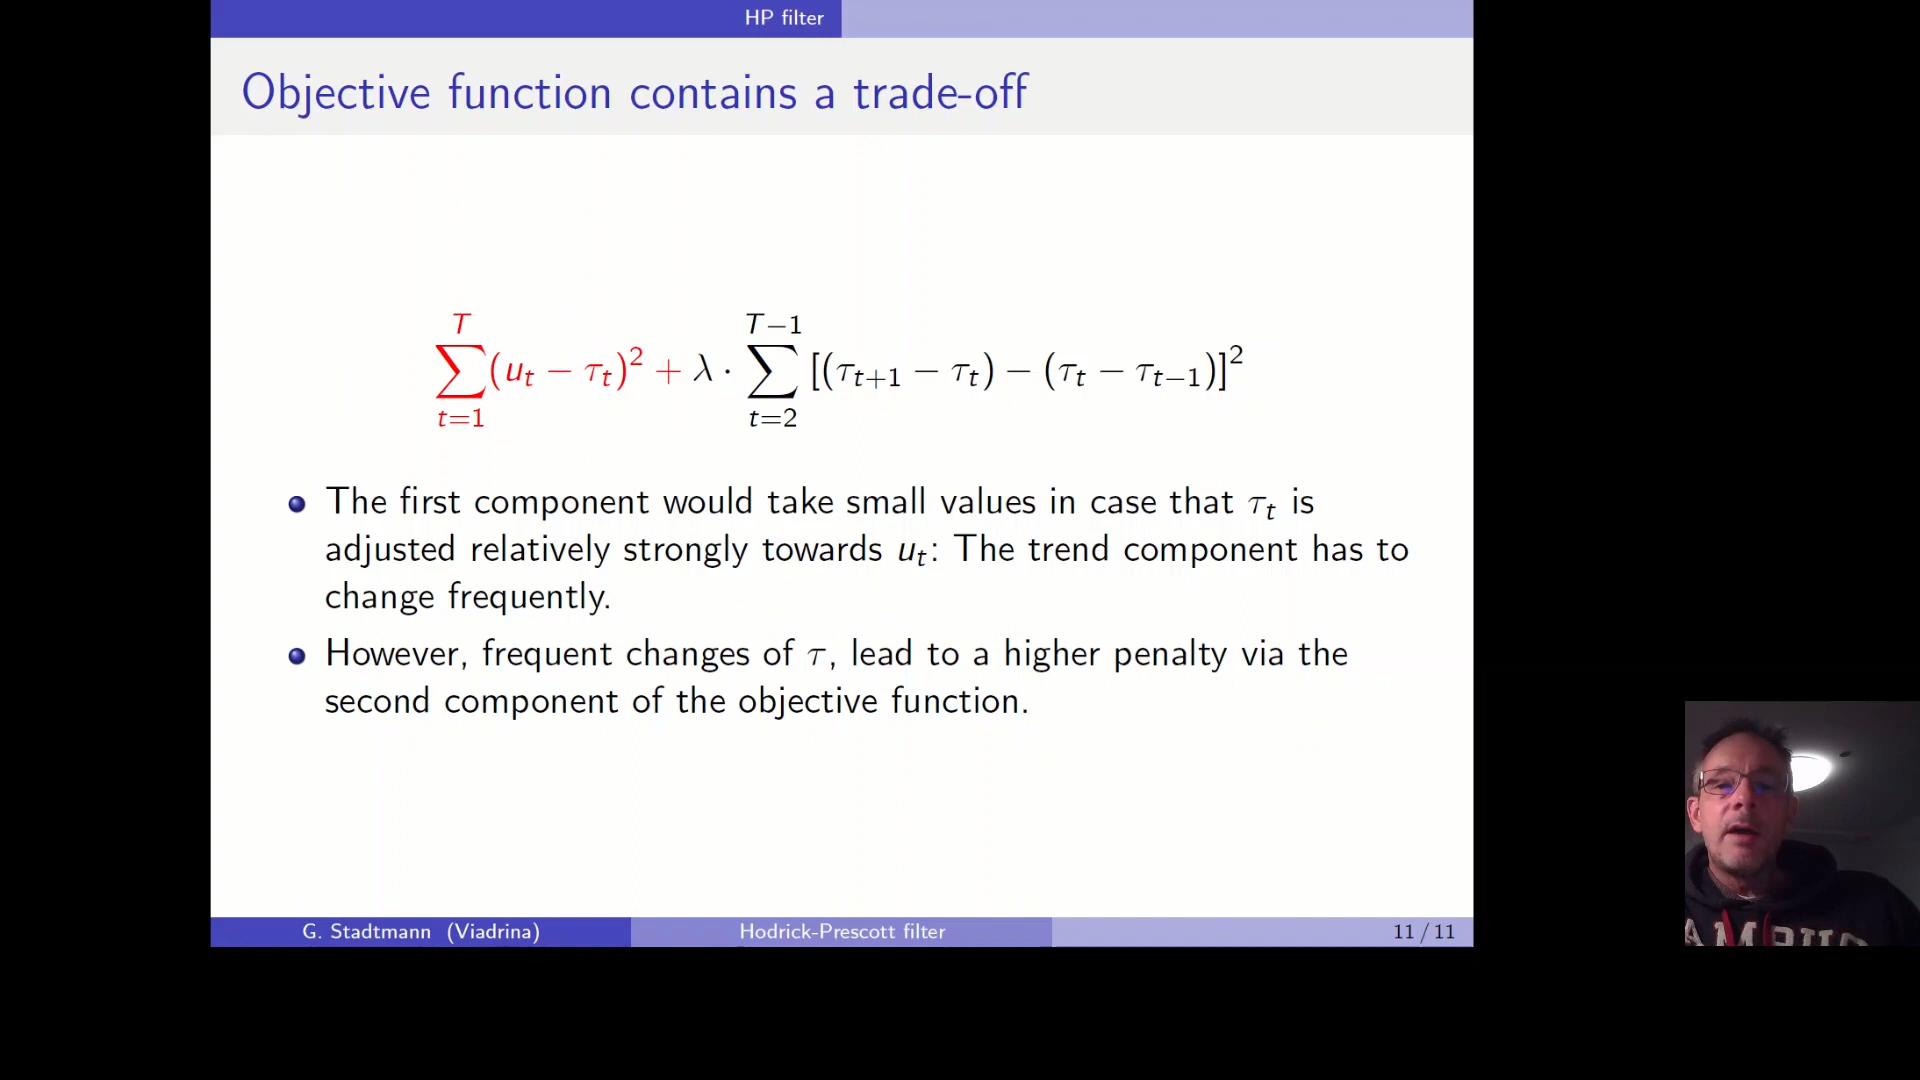 HP filter
Objective function contains a trade-off
∑_{t=1}^{T} (u_t − τ_t)² + λ · ∑_{t=2}^{T−1} [(τ_{t+1} − τ_t) − (τ_t − τ_{t−1})]²
The first component would take small values in case that τ_t is
adjusted relatively strongly towards u_t: The trend component has to
change frequently.
However, frequent changes of τ, lead to a higher penalty via the
second component of the objective function.
G. Stadtmann (Viadrina)
Hodrick-Prescott filter
11 / 11